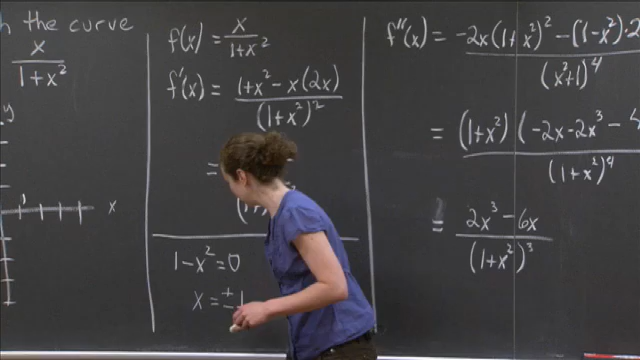 the curve
x
1+x²
y
x
f(x) = x
1+x²
f'(x) = 1+x² - x(2x)
(1+x²)²
=
1-x²=0
x = ±1
f''(x) = -2x(1+x²)² - (1-x²)·2
(x²+1)⁴
= (1+x²)(-2x-2x³ -
(1+x²)⁴
= 2x³ - 6x
(1+x²)³